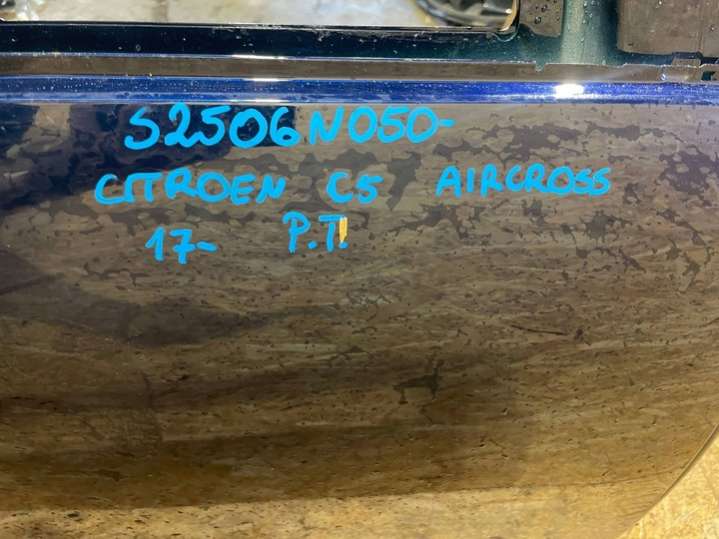 S2506N050-
CITROEN C5 AIRCROSS
17- P.T.